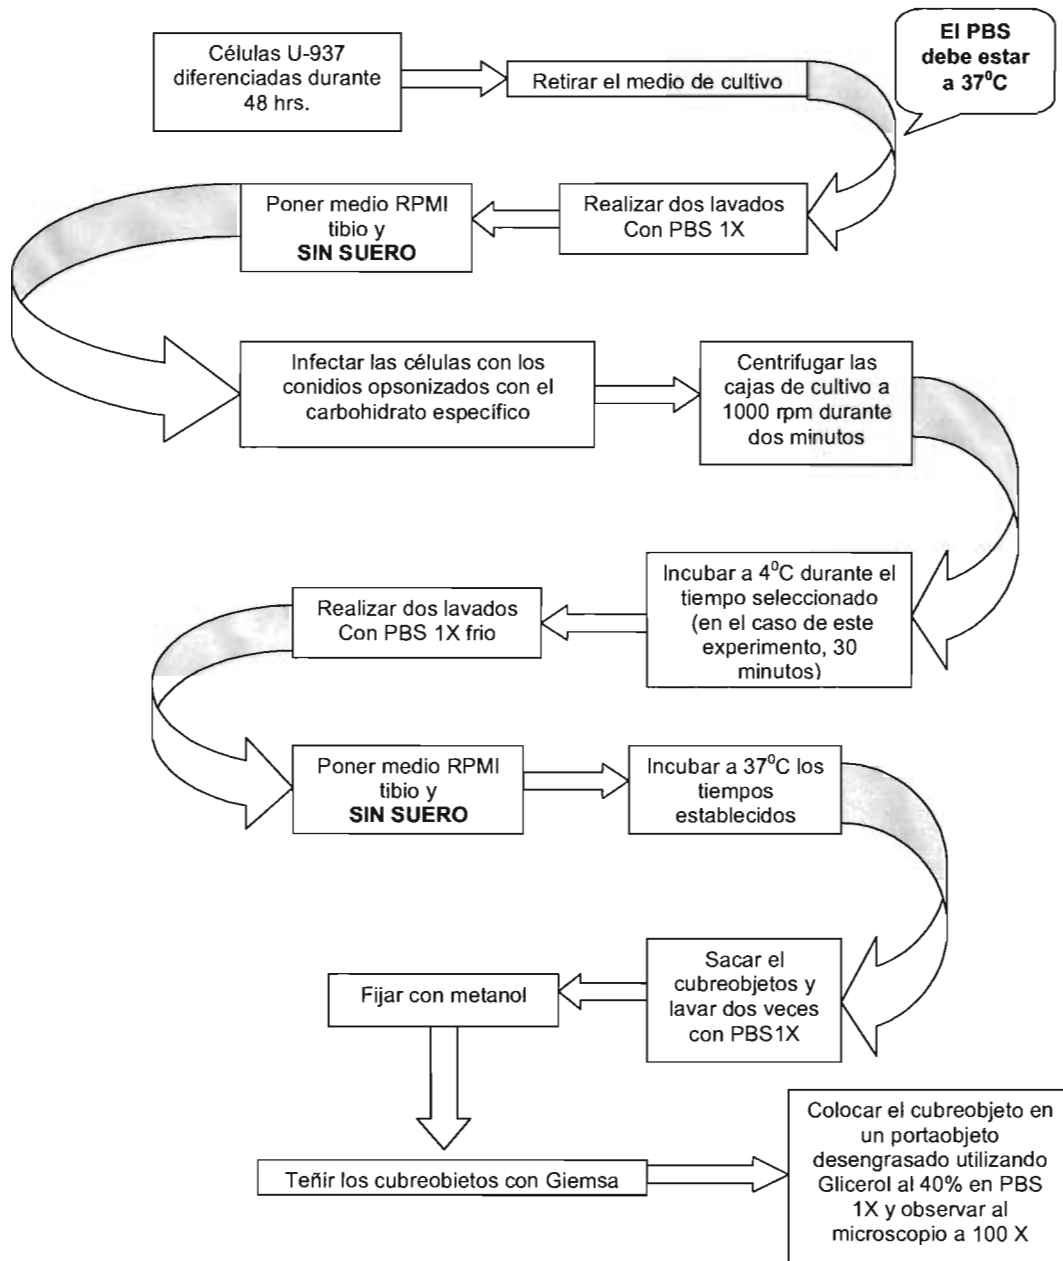 Células U-937
diferenciadas durante
48 hrs.
Retirar el medio de cultivo
El PBS
debe estar
a 37⁰C
Realizar dos lavados
Con PBS 1X
Poner medio RPMI
tibio y
SIN SUERO
Infectar las células con los
conidios opsonizados con el
carbohidrato específico
Centrifugar las
cajas de cultivo a
1000 rpm durante
dos minutos
Incubar a 4⁰C durante el
tiempo seleccionado
(en el caso de este
experimento, 30
minutos)
Realizar dos lavados
Con PBS 1X frio
Poner medio RPMI
tibio y
SIN SUERO
Incubar a 37⁰C los
tiempos
establecidos
Sacar el
cubreobjetos y
lavar dos veces
con PBS1X
Fijar con metanol
Teñír los cubreobjetos con Giemsa
Colocar el cubreobjeto en
un portaobjeto
desengrasado utilizando
Glicerol al 40% en PBS
1X y observar al
microscopio a 100 X